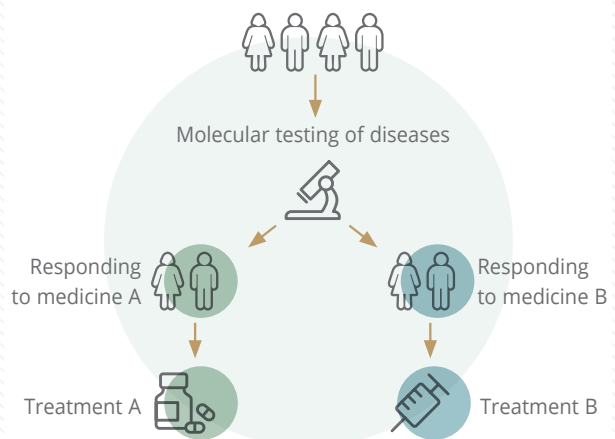 Molecular testing of diseases
Responding
to medicine A
Responding
to medicine B
Treatment A
Treatment B